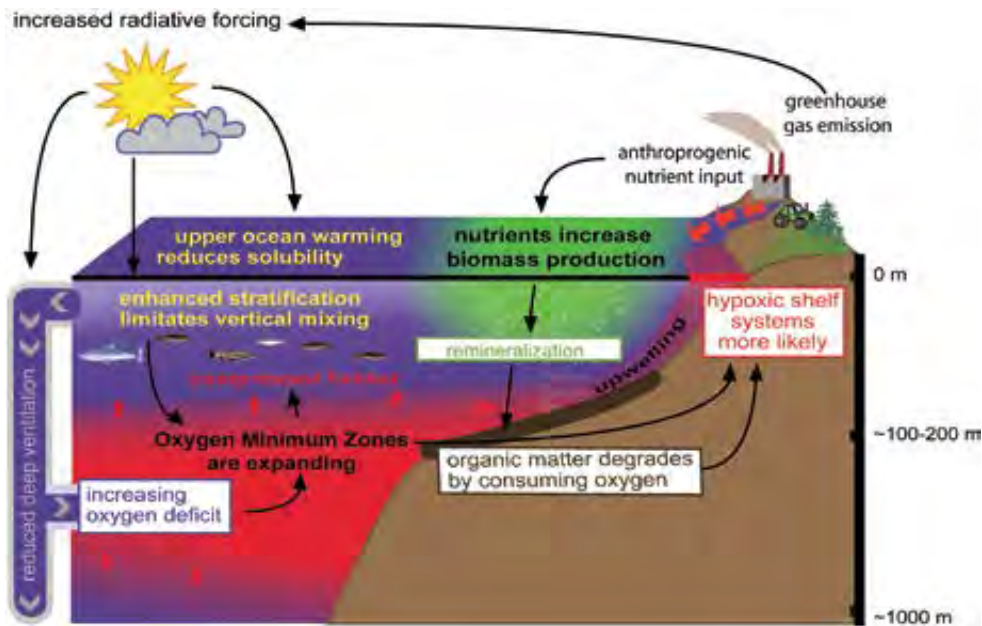 increased radiative forcing
greenhouse
gas emission
anthroprogenic
nutrient input
upper ocean warming
reduces solubility
nutrients increase
biomass production
0 m
enhanced stratification
limitates vertical mixing
hypoxic shelf
systems
more likely
remineralization
upwelling
reduced deep ventilation
Oxygen Minimum Zones
are expanding
~100-200 m
organic matter degrades
by consuming oxygen
increasing
oxygen deficit
~1000 m